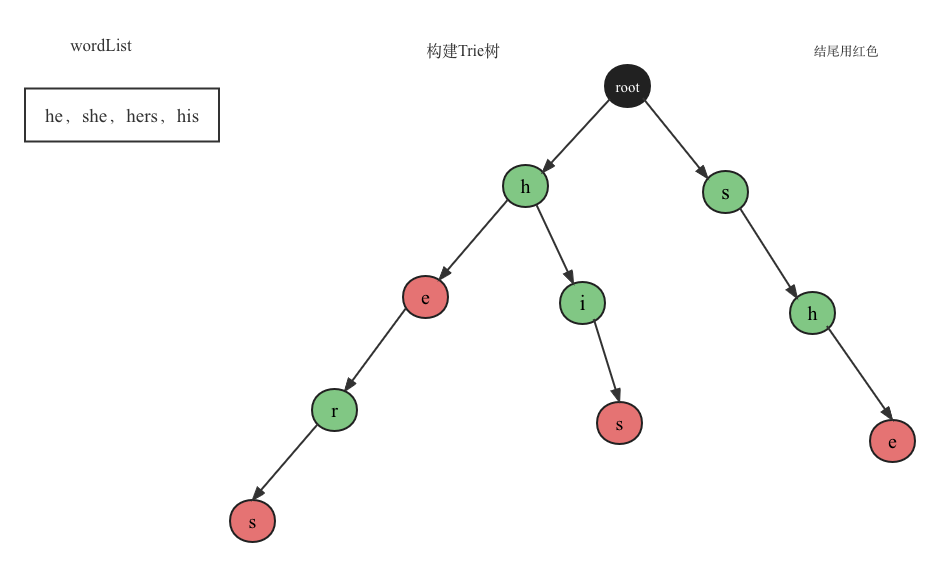 wordList
构建Trie树
结尾用红色
root
he，she，hers，his
h
s
e
i
h
r
s
e
s